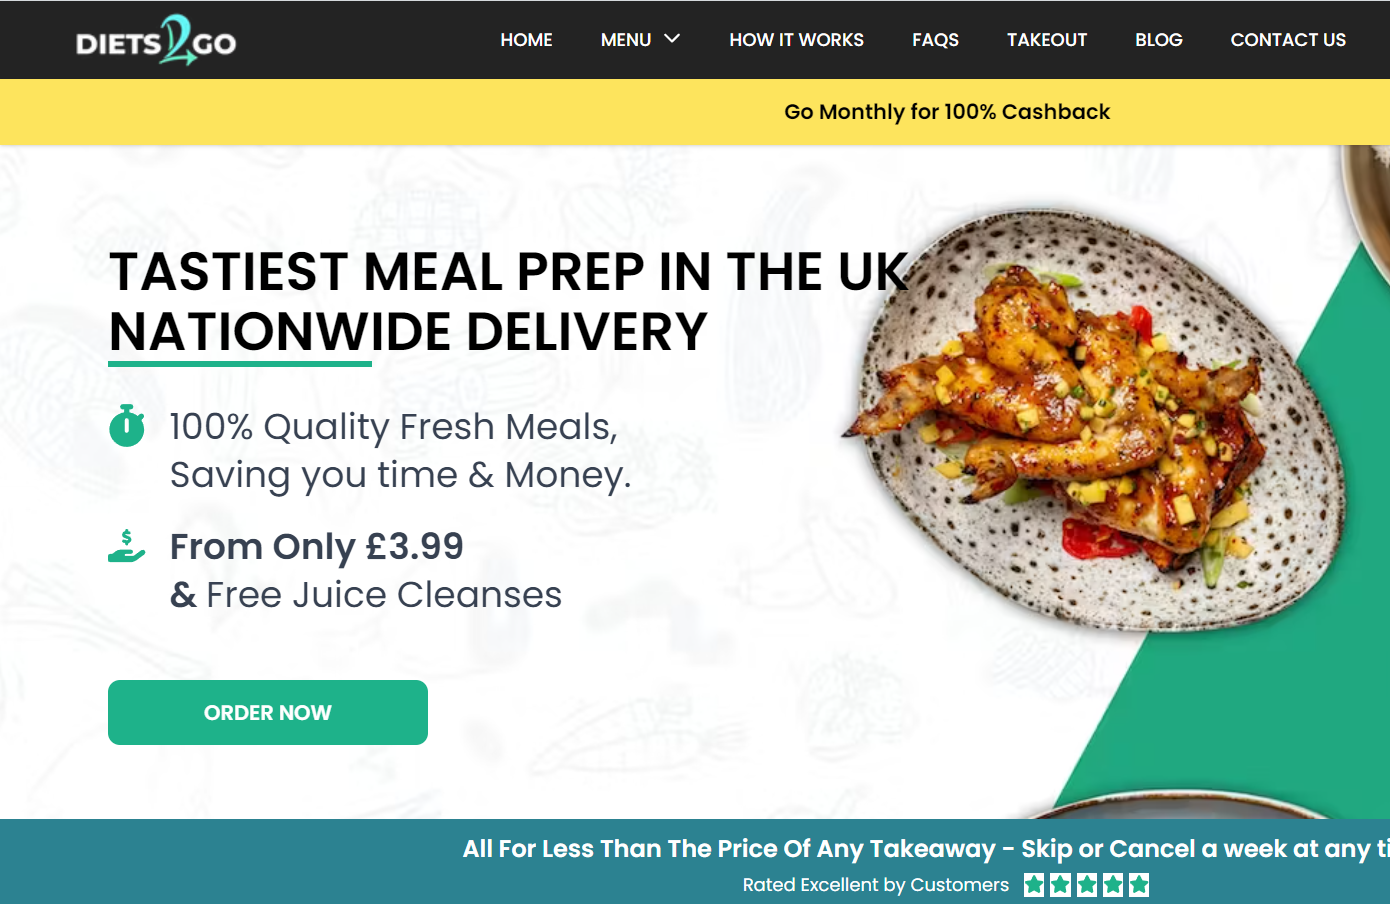 DIETS2GO
HOME
MENU
HOW IT WORKS
FAQS
TAKEOUT
BLOG
CONTACT US
Go Monthly for 100% Cashback
TASTIEST MEAL PREP IN THE UK
NATIONWIDE DELIVERY
100% Quality Fresh Meals,
Saving you time & Money.
$
From Only £3.99
& Free Juice Cleanses
ORDER NOW
All For Less Than The Price Of Any Takeaway - Skip or Cancel a week at any ti
Rated Excellent by Customers